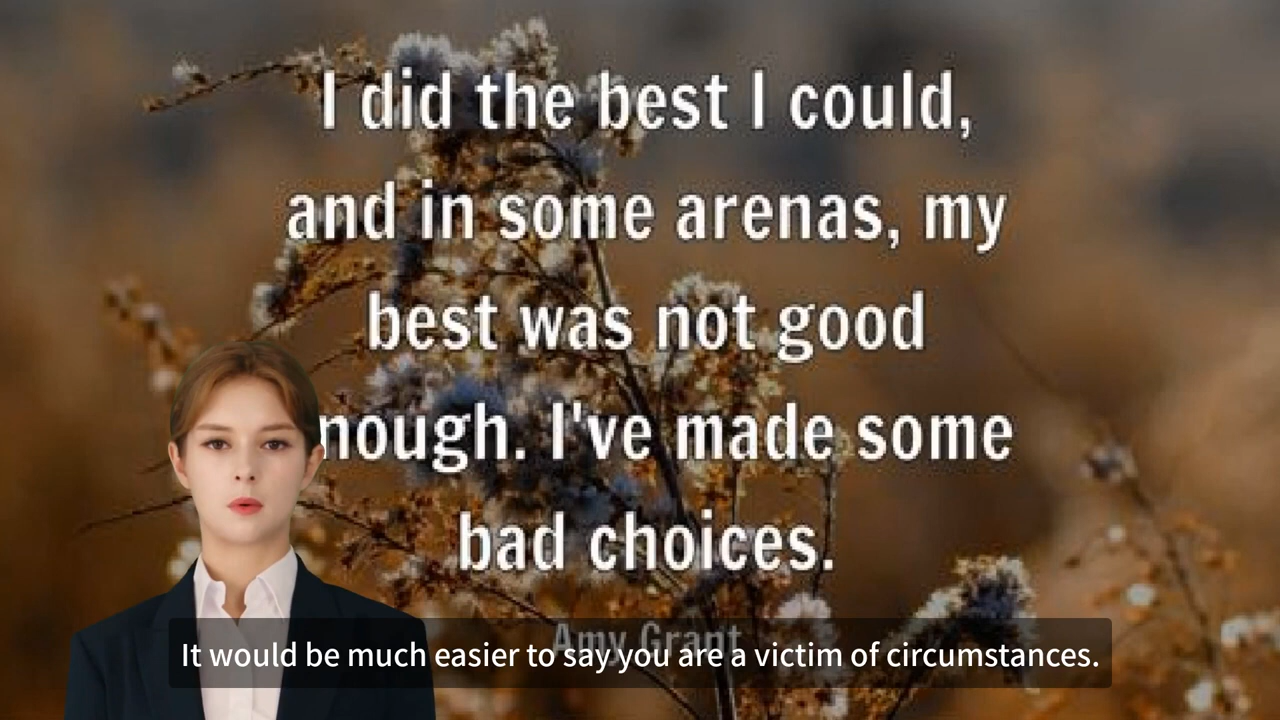 I did the best I could,
and in some arenas, my
best was not good
nough. I've made some
bad choices.
Amy Grant
It would be much easier to say you are a victim of circumstances.